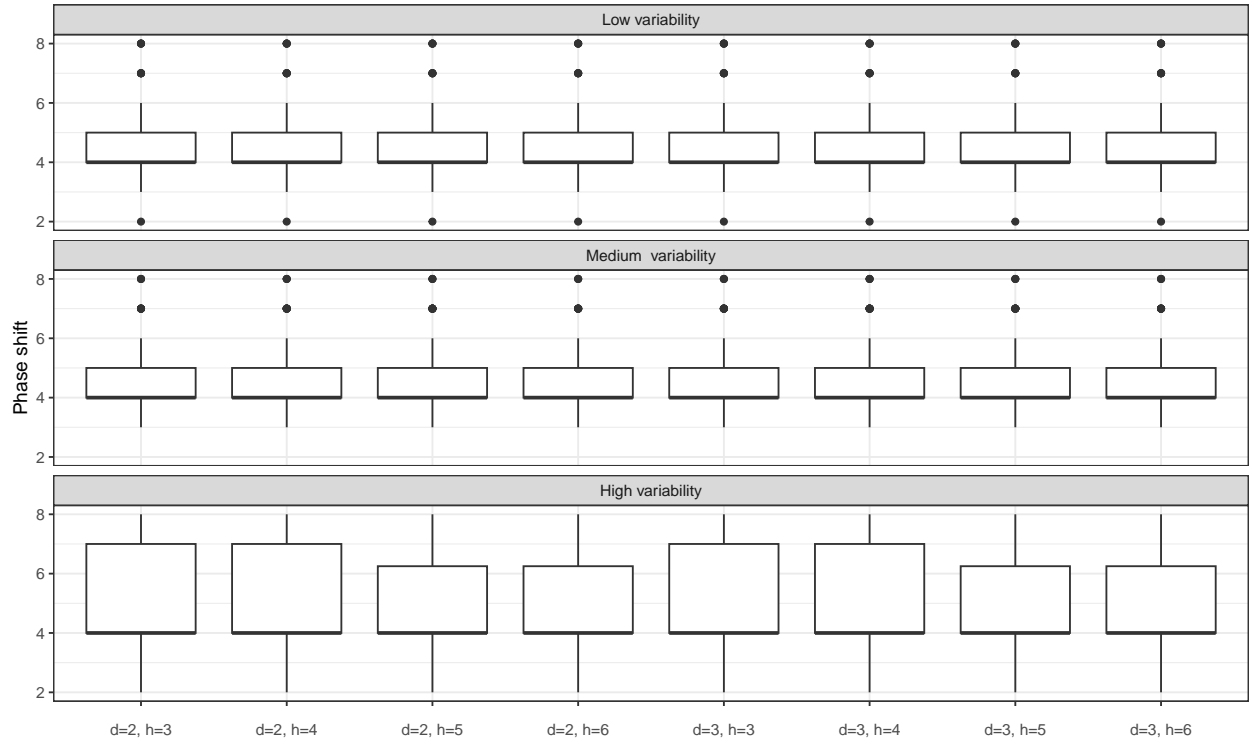 Low variability
8
6
4
2
Medium  variability
8
6
4
2
Phase shift
High variability
8
6
4
2
d=2, h=3 d=2, h=4 d=2, h=5 d=2, h=6 d=3, h=3 d=3, h=4 d=3, h=5 d=3, h=6